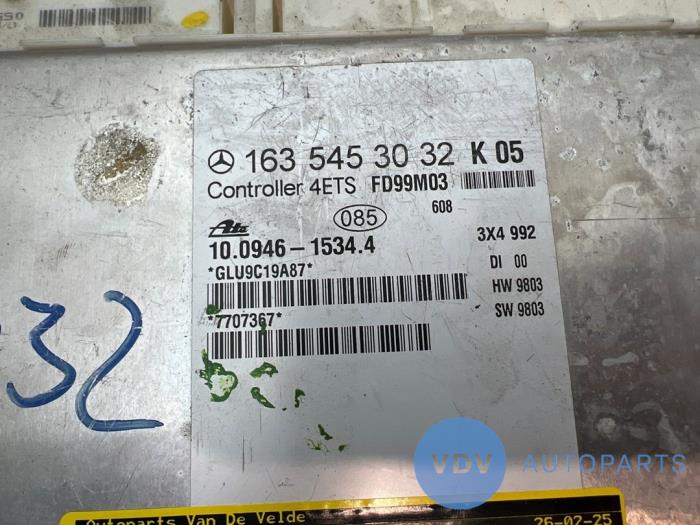 163 545 30 32 K 05
Controller 4ETS FD99M03
085
608
Ate
10.0946-1534.4
3X4 992
*GLU9C19A87*
DI 00
HW 9803
*7707367*
SW 9803
32
VDV AUTOPARTS
Autoparts Van De Velde
26-02-25